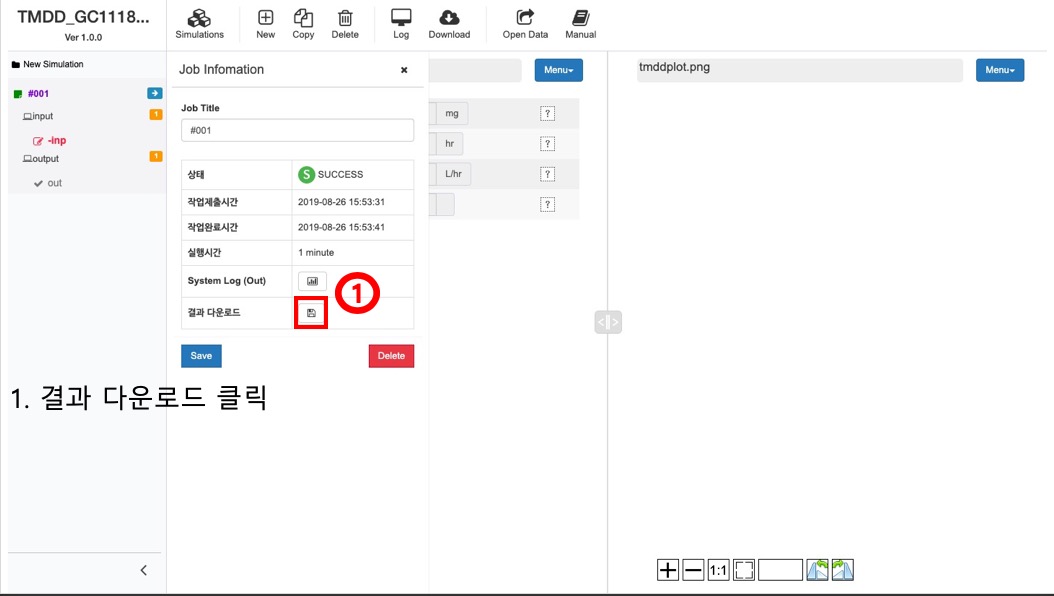 TMDD_GC1118...
Ver 1.0.0
Simulations
New
Copy
Delete
Log
Download
Open Data
Manual
New Simulation
#001
input
1
-inp
output
1
out
Job Infomation
×
Job Title
#001
상태
S SUCCESS
작업제출시간
2019-08-26 15:53:31
작업완료시간
2019-08-26 15:53:41
실행시간
1 minute
System Log (Out)
1
결과 다운로드
Save
Delete
1. 결과 다운로드 클릭
Menu
mg
?
hr
?
L/hr
?
?
tmddplot.png
Menu
1:1